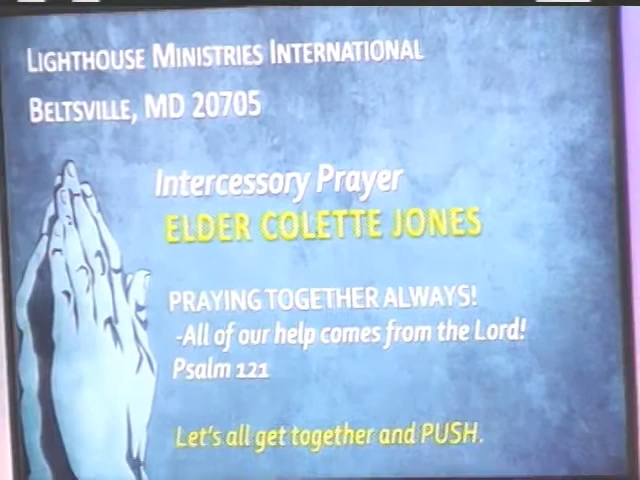 LIGHTHOUSE MINISTRIES INTERNATIONAL
BELTSVILLE, MD 20705
Intercessory Prayer
ELDER COLETTE JONES
PRAYING TOGETHER ALWAYS!
-All of our help comes from the Lord!
Psalm 121
Let's all get together and PUSH.